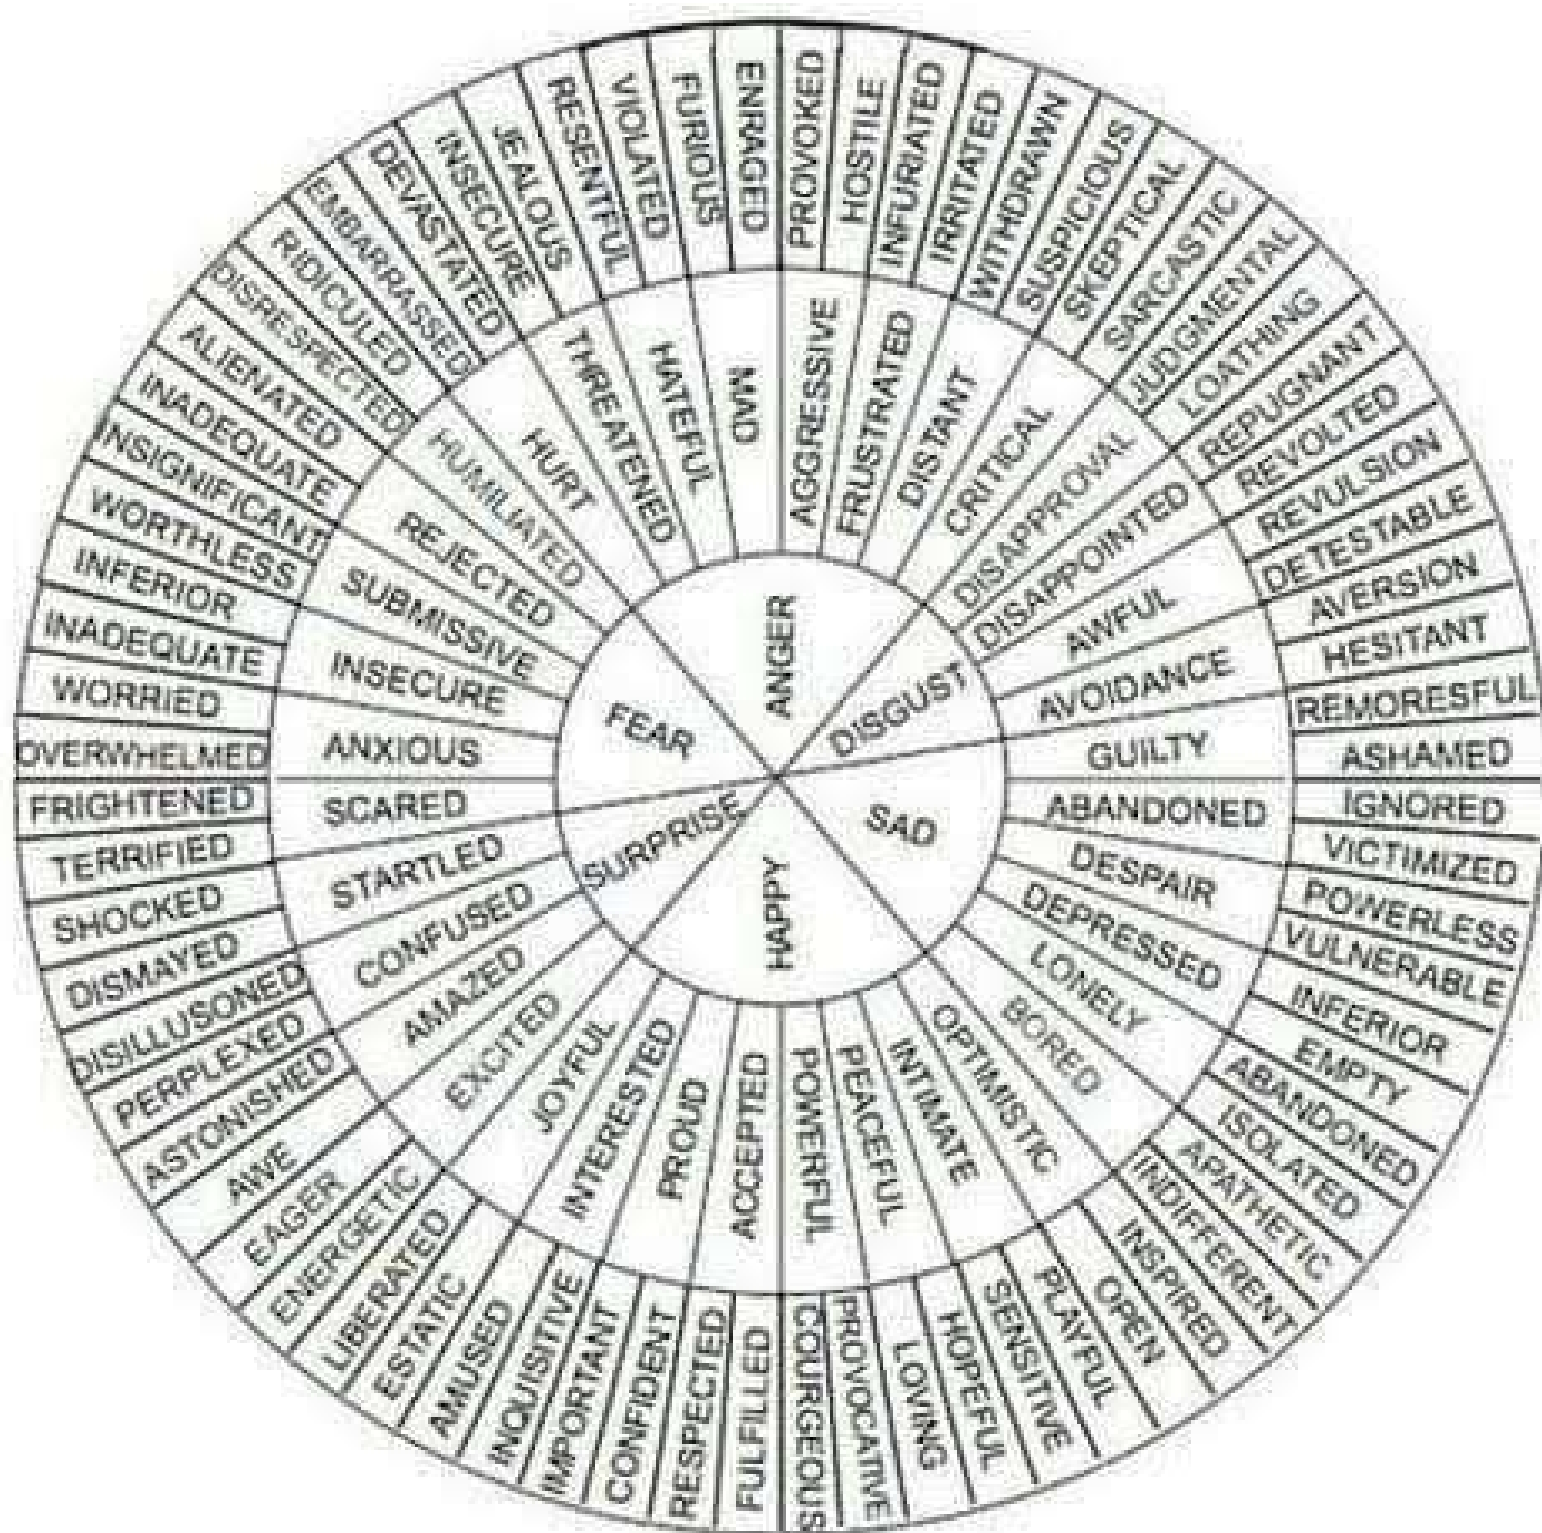 ANGER
DISGUST
SAD
HAPPY
SURPRISE
FEAR
MAD
AGGRESSIVE
FRUSTRATED
DISTANT
CRITICAL
DISAPPROVAL
DISAPPOINTED
AWFUL
AVOIDANCE
GUILTY
ABANDONED
DESPAIR
DEPRESSED
LONELY
BORED
OPTIMISTIC
INTIMATE
PEACEFUL
POWERFUL
ACCEPTED
PROUD
INTERESTED
JOYFUL
EXCITED
AMAZED
CONFUSED
STARTLED
SCARED
ANXIOUS
INSECURE
SUBMISSIVE
REJECTED
HUMILIATED
HURT
THREATENED
HATEFUL
ENRAGED
PROVOKED
HOSTILE
INFURIATED
IRRITATED
WITHDRAWN
SUSPICIOUS
SKEPTICAL
SARCASTIC
JUDGMENTAL
LOATHING
REPUGNANT
REVOLTED
REVULSION
DETESTABLE
AVERSION
HESITANT
REMORESFUL
ASHAMED
IGNORED
VICTIMIZED
POWERLESS
VULNERABLE
INFERIOR
EMPTY
ABANDONED
ISOLATED
APATHETIC
INDIFFERENT
INSPIRED
OPEN
PLAYFUL
SENSITIVE
HOPEFUL
LOVING
PROVOCATIVE
COURGEOUS
FULFILLED
RESPECTED
CONFIDENT
IMPORTANT
INQUISITIVE
AMUSED
ESTATIC
LIBERATED
ENERGETIC
EAGER
AWE
ASTONISHED
PERPLEXED
DISILLUSONED
DISMAYED
SHOCKED
TERRIFIED
FRIGHTENED
OVERWHELMED
WORRIED
INADEQUATE
INFERIOR
WORTHLESS
INSIGNIFICANT
INADEQUATE
ALIENATED
DISRESPECTED
RIDICULED
EMBARRASSED
DEVASTATED
INSECURE
JEALOUS
RESENTFUL
VIOLATED
FURIOUS